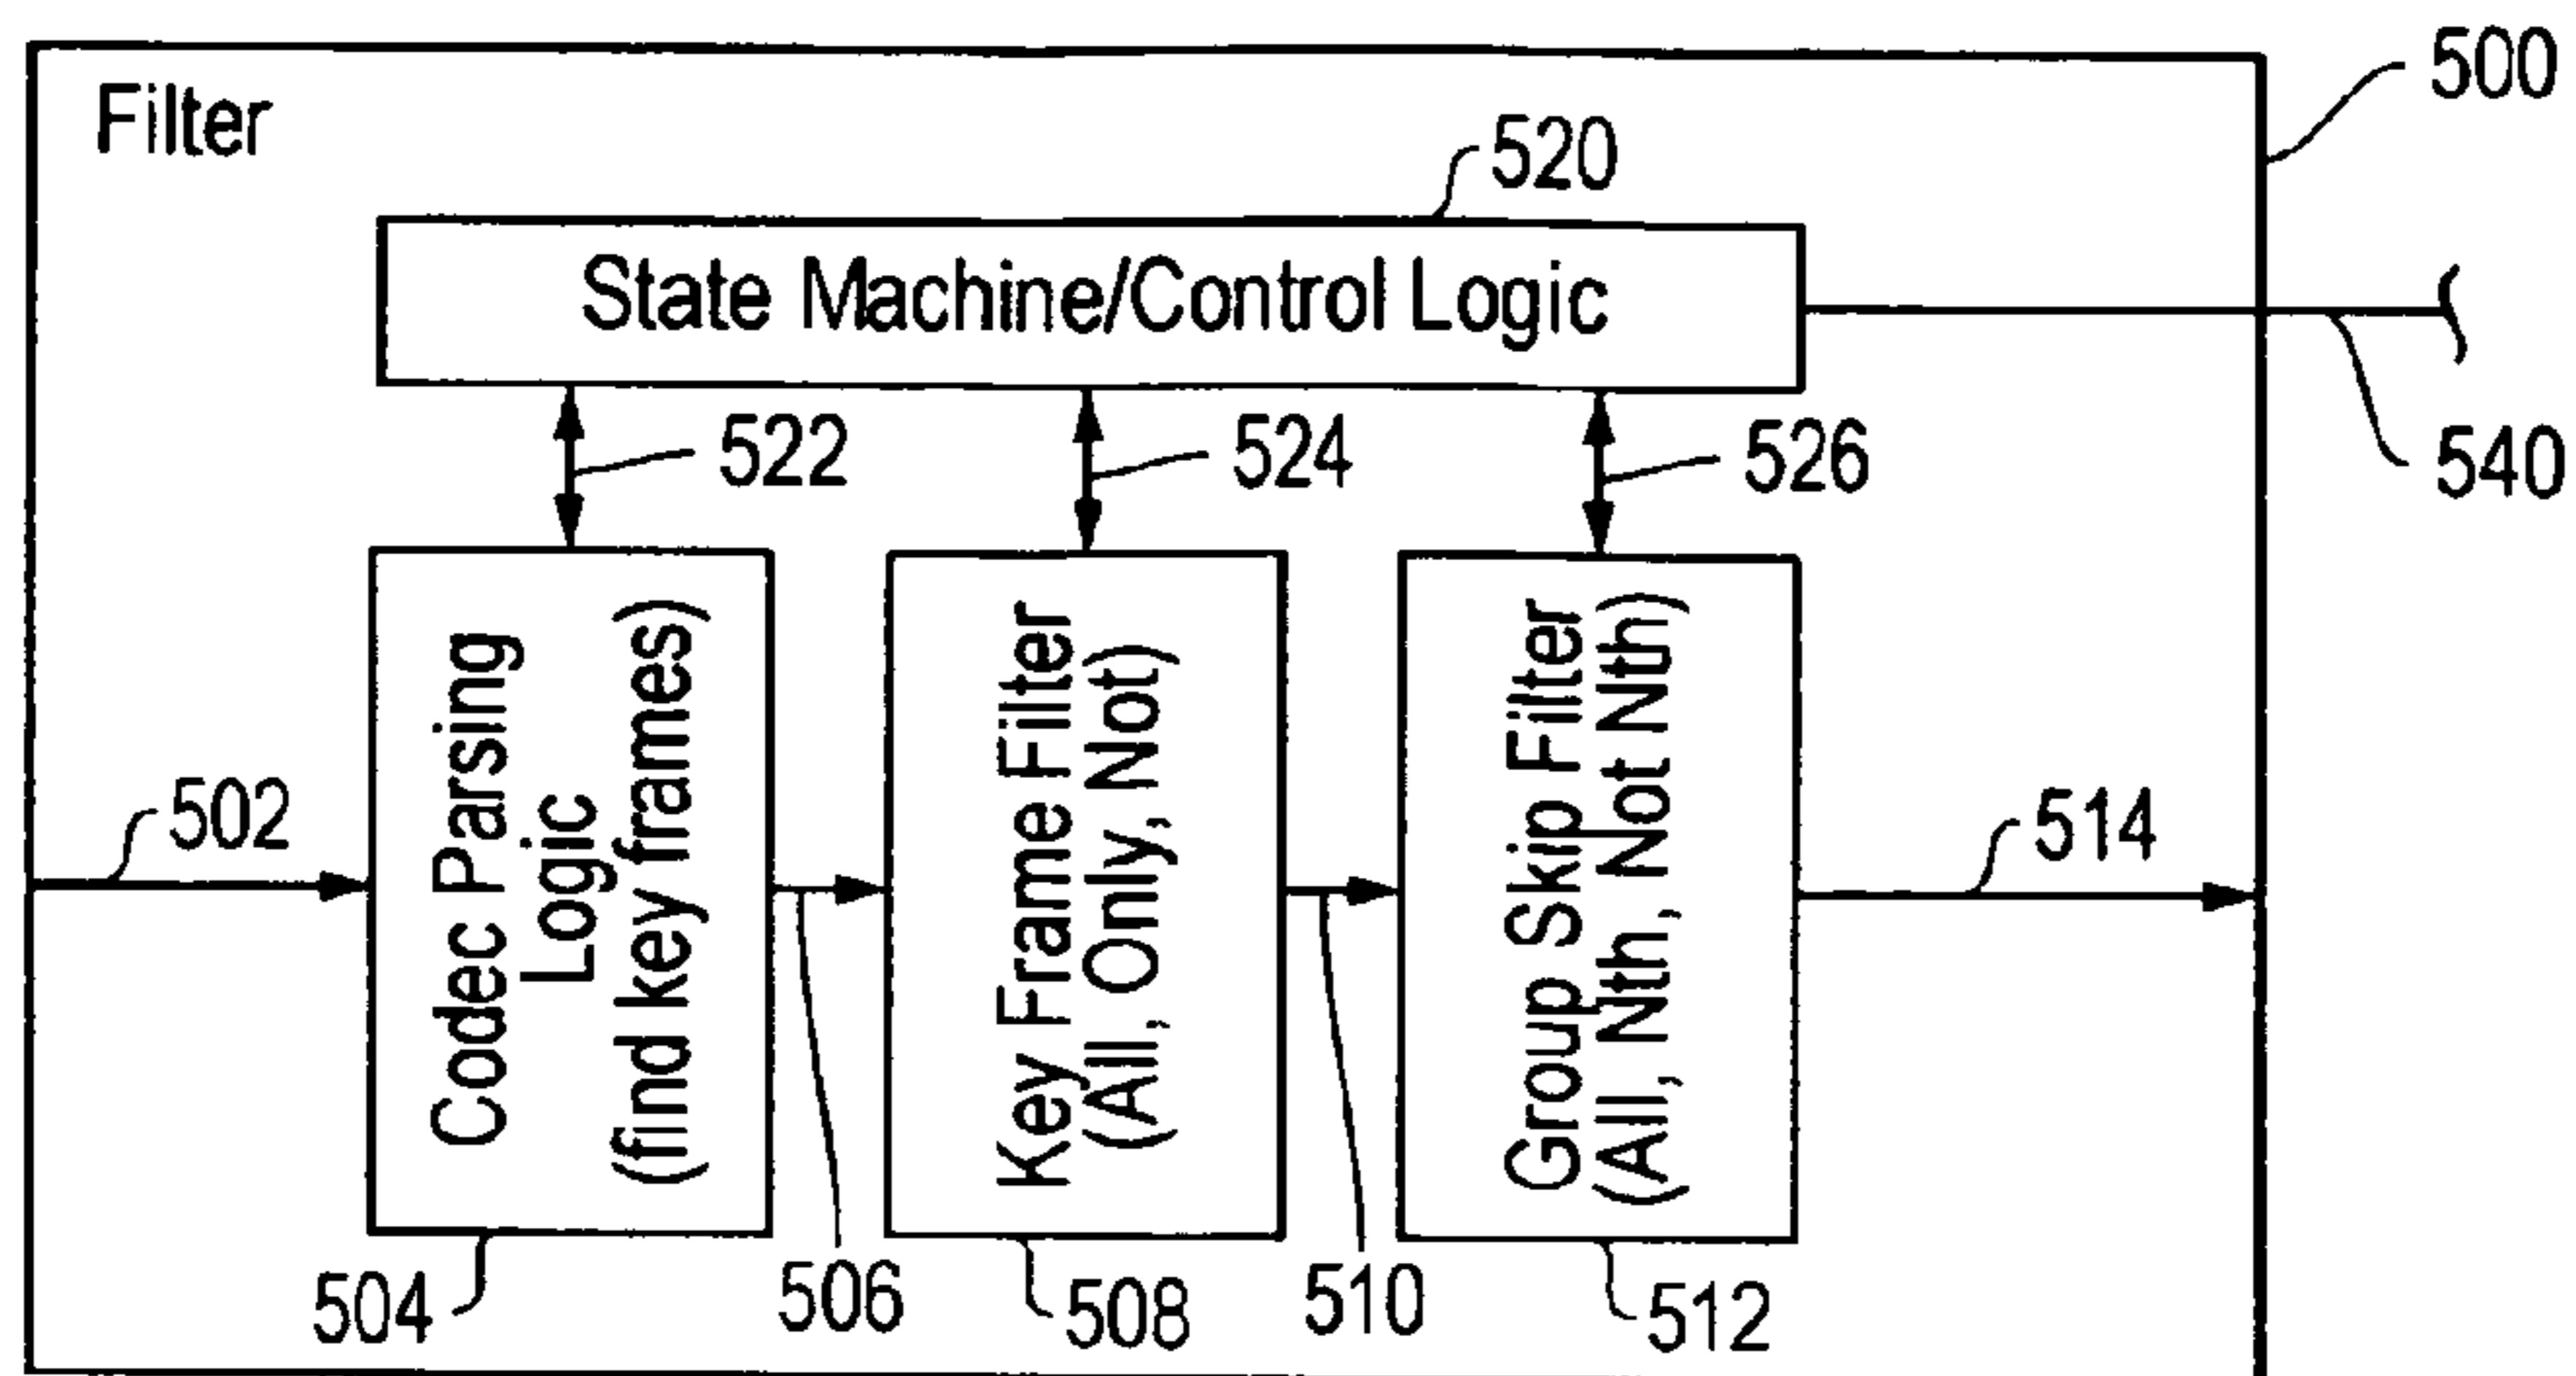 Filter
500
520
State Machine/Control Logic
540
522
524
526
502
Codec Parsing
Logic
(find key frames)
Key Frame Filter
(All, Only, Not)
Group Skip Filter
(All, Nth, Not Nth)
514
504
506
508
510
512